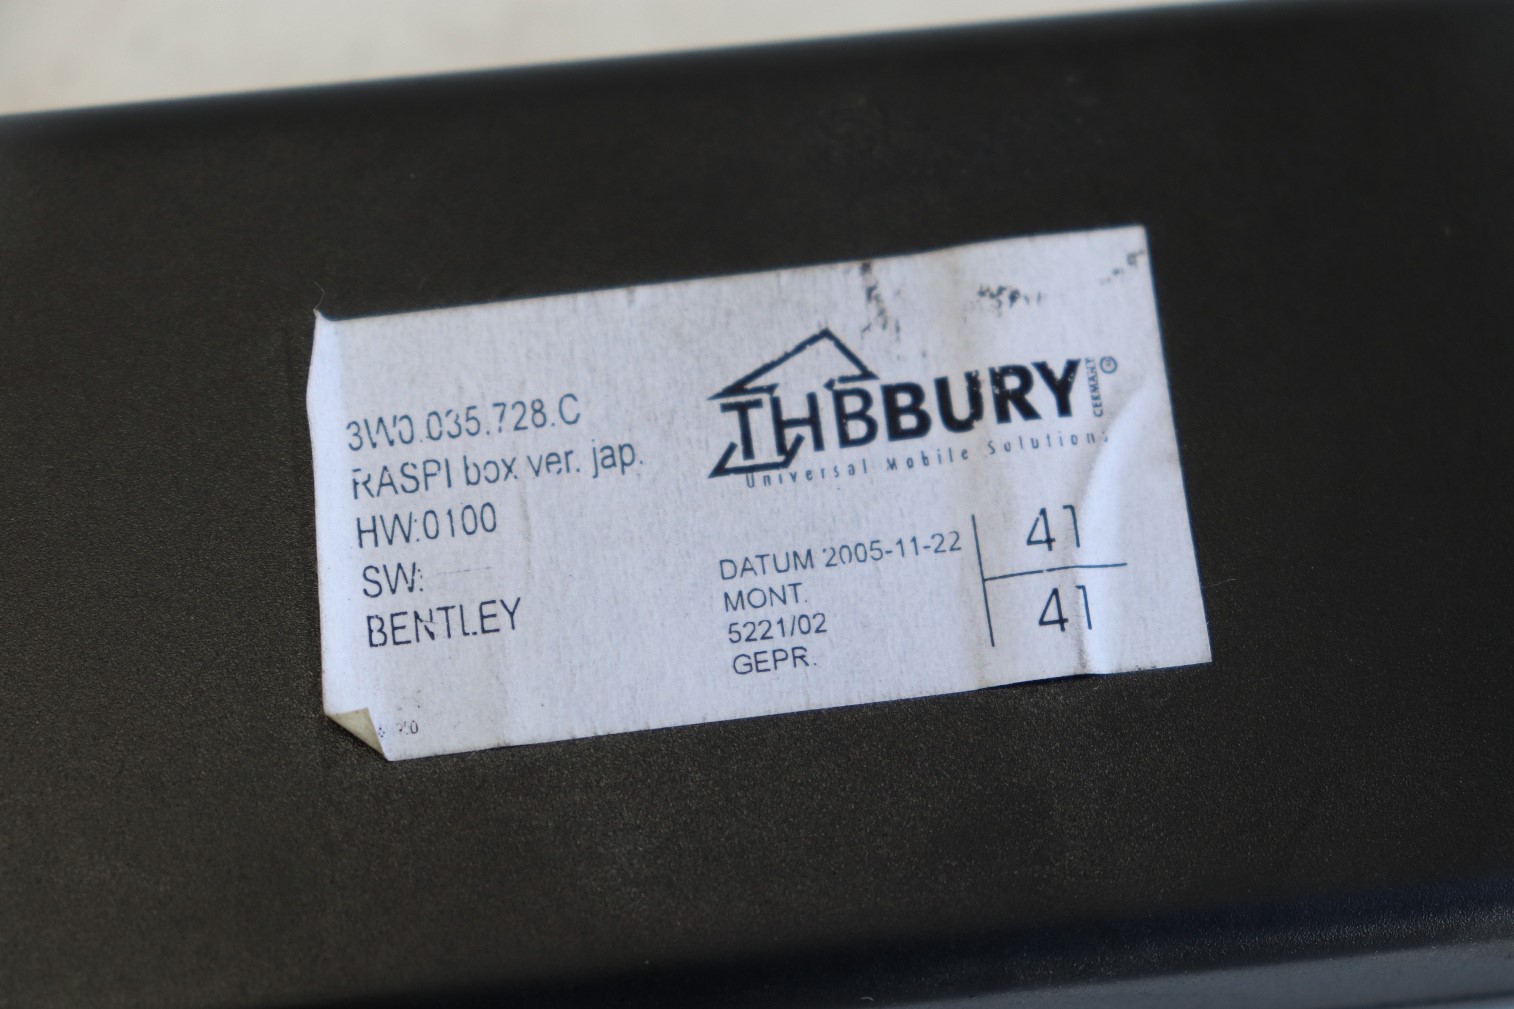 3W0.035.728.C
RASPI box ver. jap.
HW:0100
SW:
BENTLEY
THBBURY
GERMANY
Universal Mobile Solutions
DATUM 2005-11-22
MONT.
5221/02
GEPR.
41
41